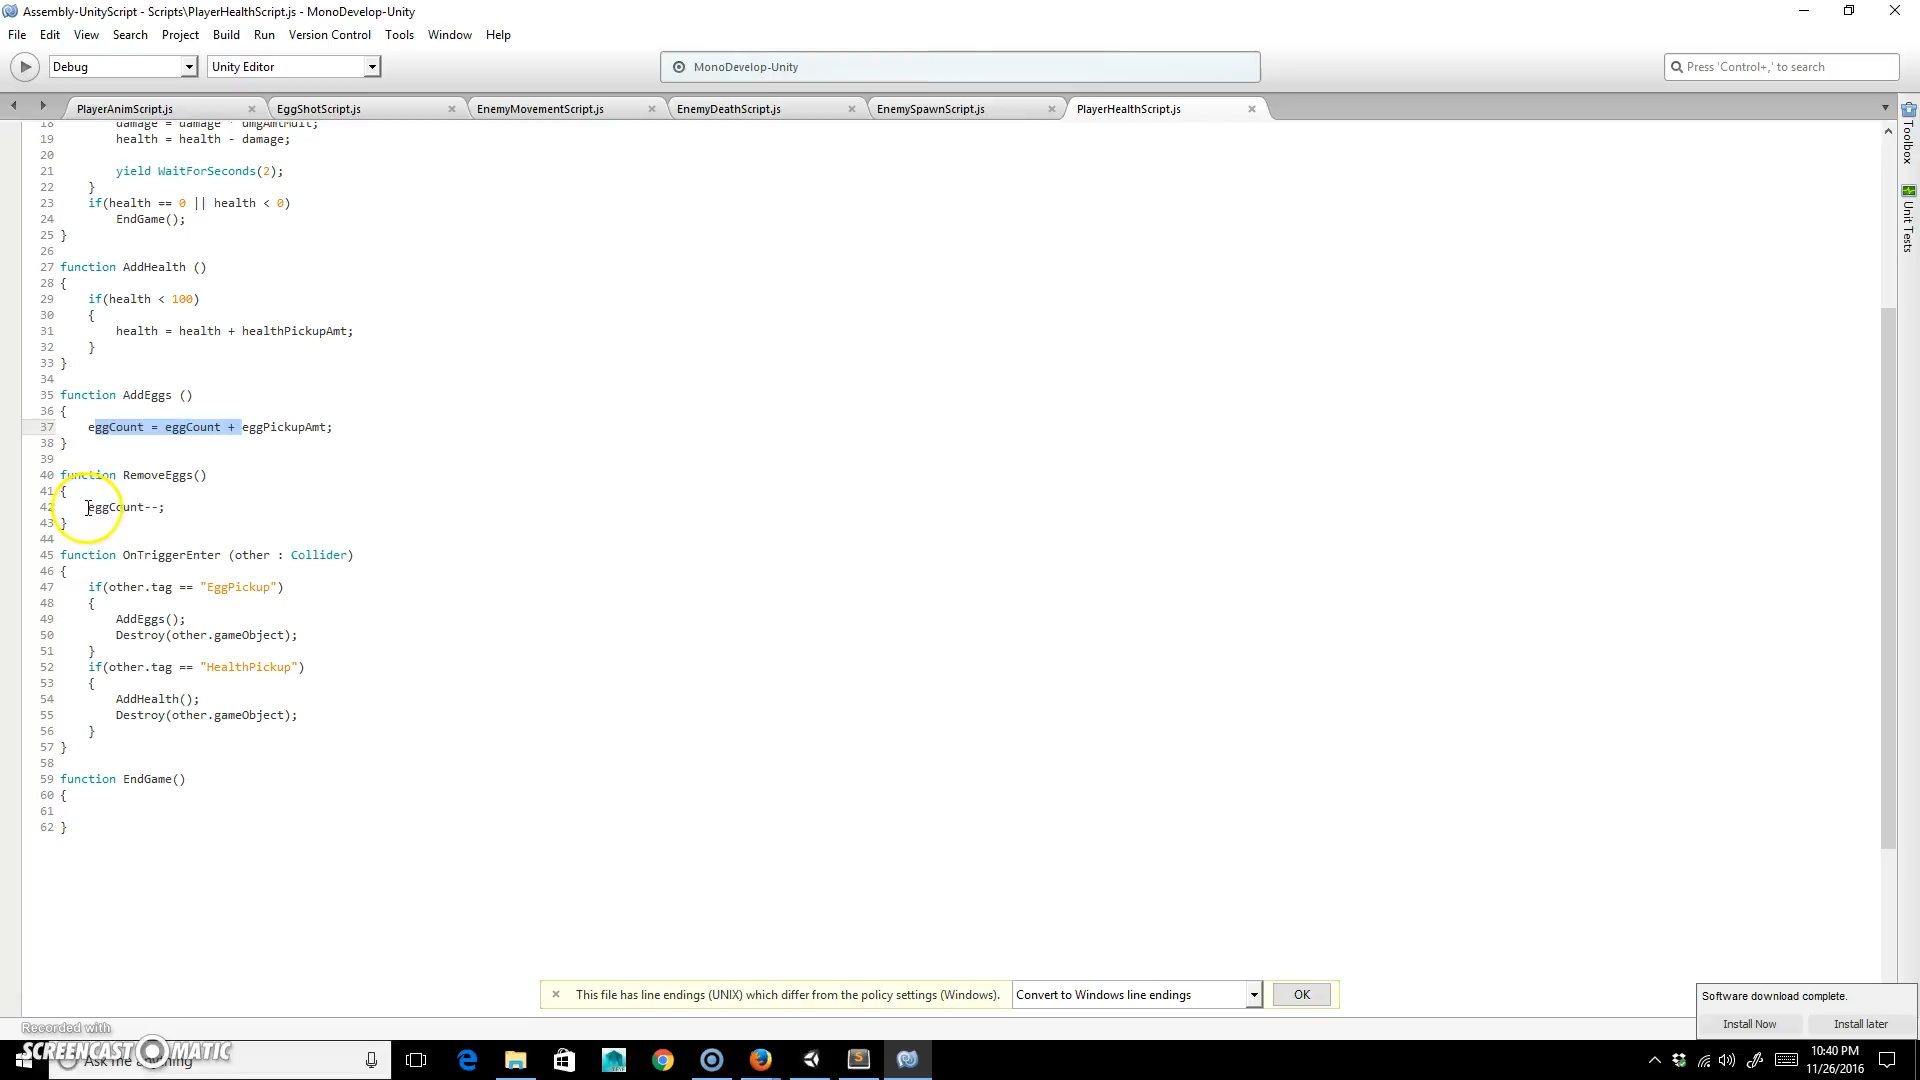 Assembly-UnityScript - Scripts\PlayerHealthScript.js - MonoDevelop-Unity
File Edit View Search Project Build Run Version Control Tools Window Help
Debug Unity Editor MonoDevelop-Unity Press 'Control+,' to search
PlayerAnimScript.js EggShotScript.js EnemyMovementScript.js EnemyDeathScript.js EnemySpawnScript.js PlayerHealthScript.js
Toolbox
Unit Tests
18 damage = damage * dmgAmtMult;
19 health = health - damage;
20
21 yield WaitForSeconds(2);
22 }
23 if(health == 0 || health < 0)
24 EndGame();
25 }
26
27 function AddHealth ()
28 {
29 if(health < 100)
30 {
31 health = health + healthPickupAmt;
32 }
33 }
34
35 function AddEggs ()
36 {
37 eggCount = eggCount + eggPickupAmt;
38 }
39
40 function RemoveEggs()
41 {
42 eggCount--;
43 }
44
45 function OnTriggerEnter (other : Collider)
46 {
47 if(other.tag == "EggPickup")
48 {
49 AddEggs();
50 Destroy(other.gameObject);
51 }
52 if(other.tag == "HealthPickup")
53 {
54 AddHealth();
55 Destroy(other.gameObject);
56 }
57 }
58
59 function EndGame()
60 {
61
62 }
This file has line endings (UNIX) which differ from the policy settings (Windows). Convert to Windows line endings OK
Software download complete.
Install Now Install later
Recorded with
SCREENCAST-O-MATIC
Ask me anything
10:40 PM
11/26/2016